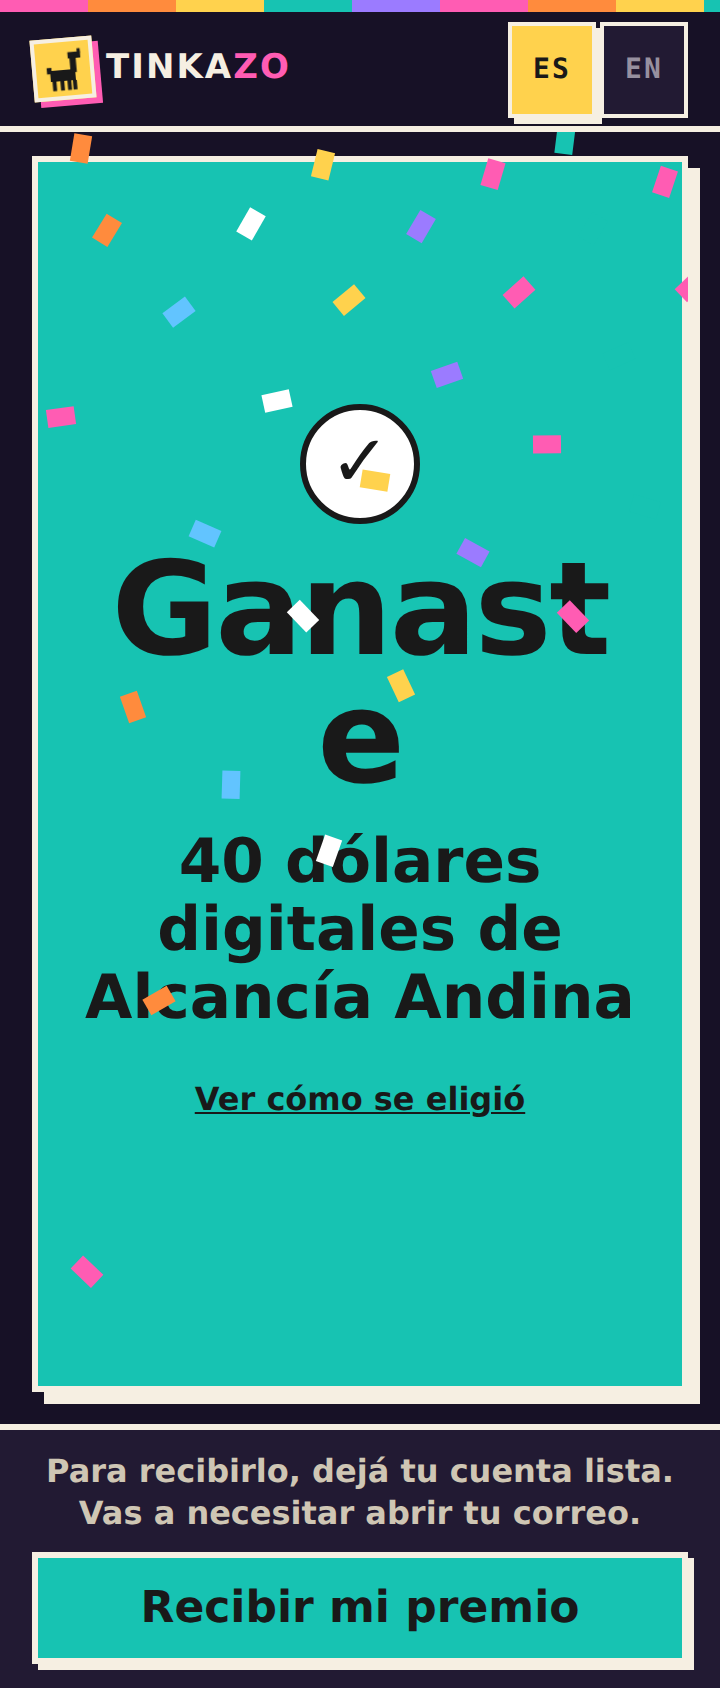 TINKAZO
ES
EN
✓
Ganast
e
40 dólares
digitales de
Alcancía Andina
Ver cómo se eligió
Para recibirlo, dejá tu cuenta lista.
Vas a necesitar abrir tu correo.
Recibir mi premio